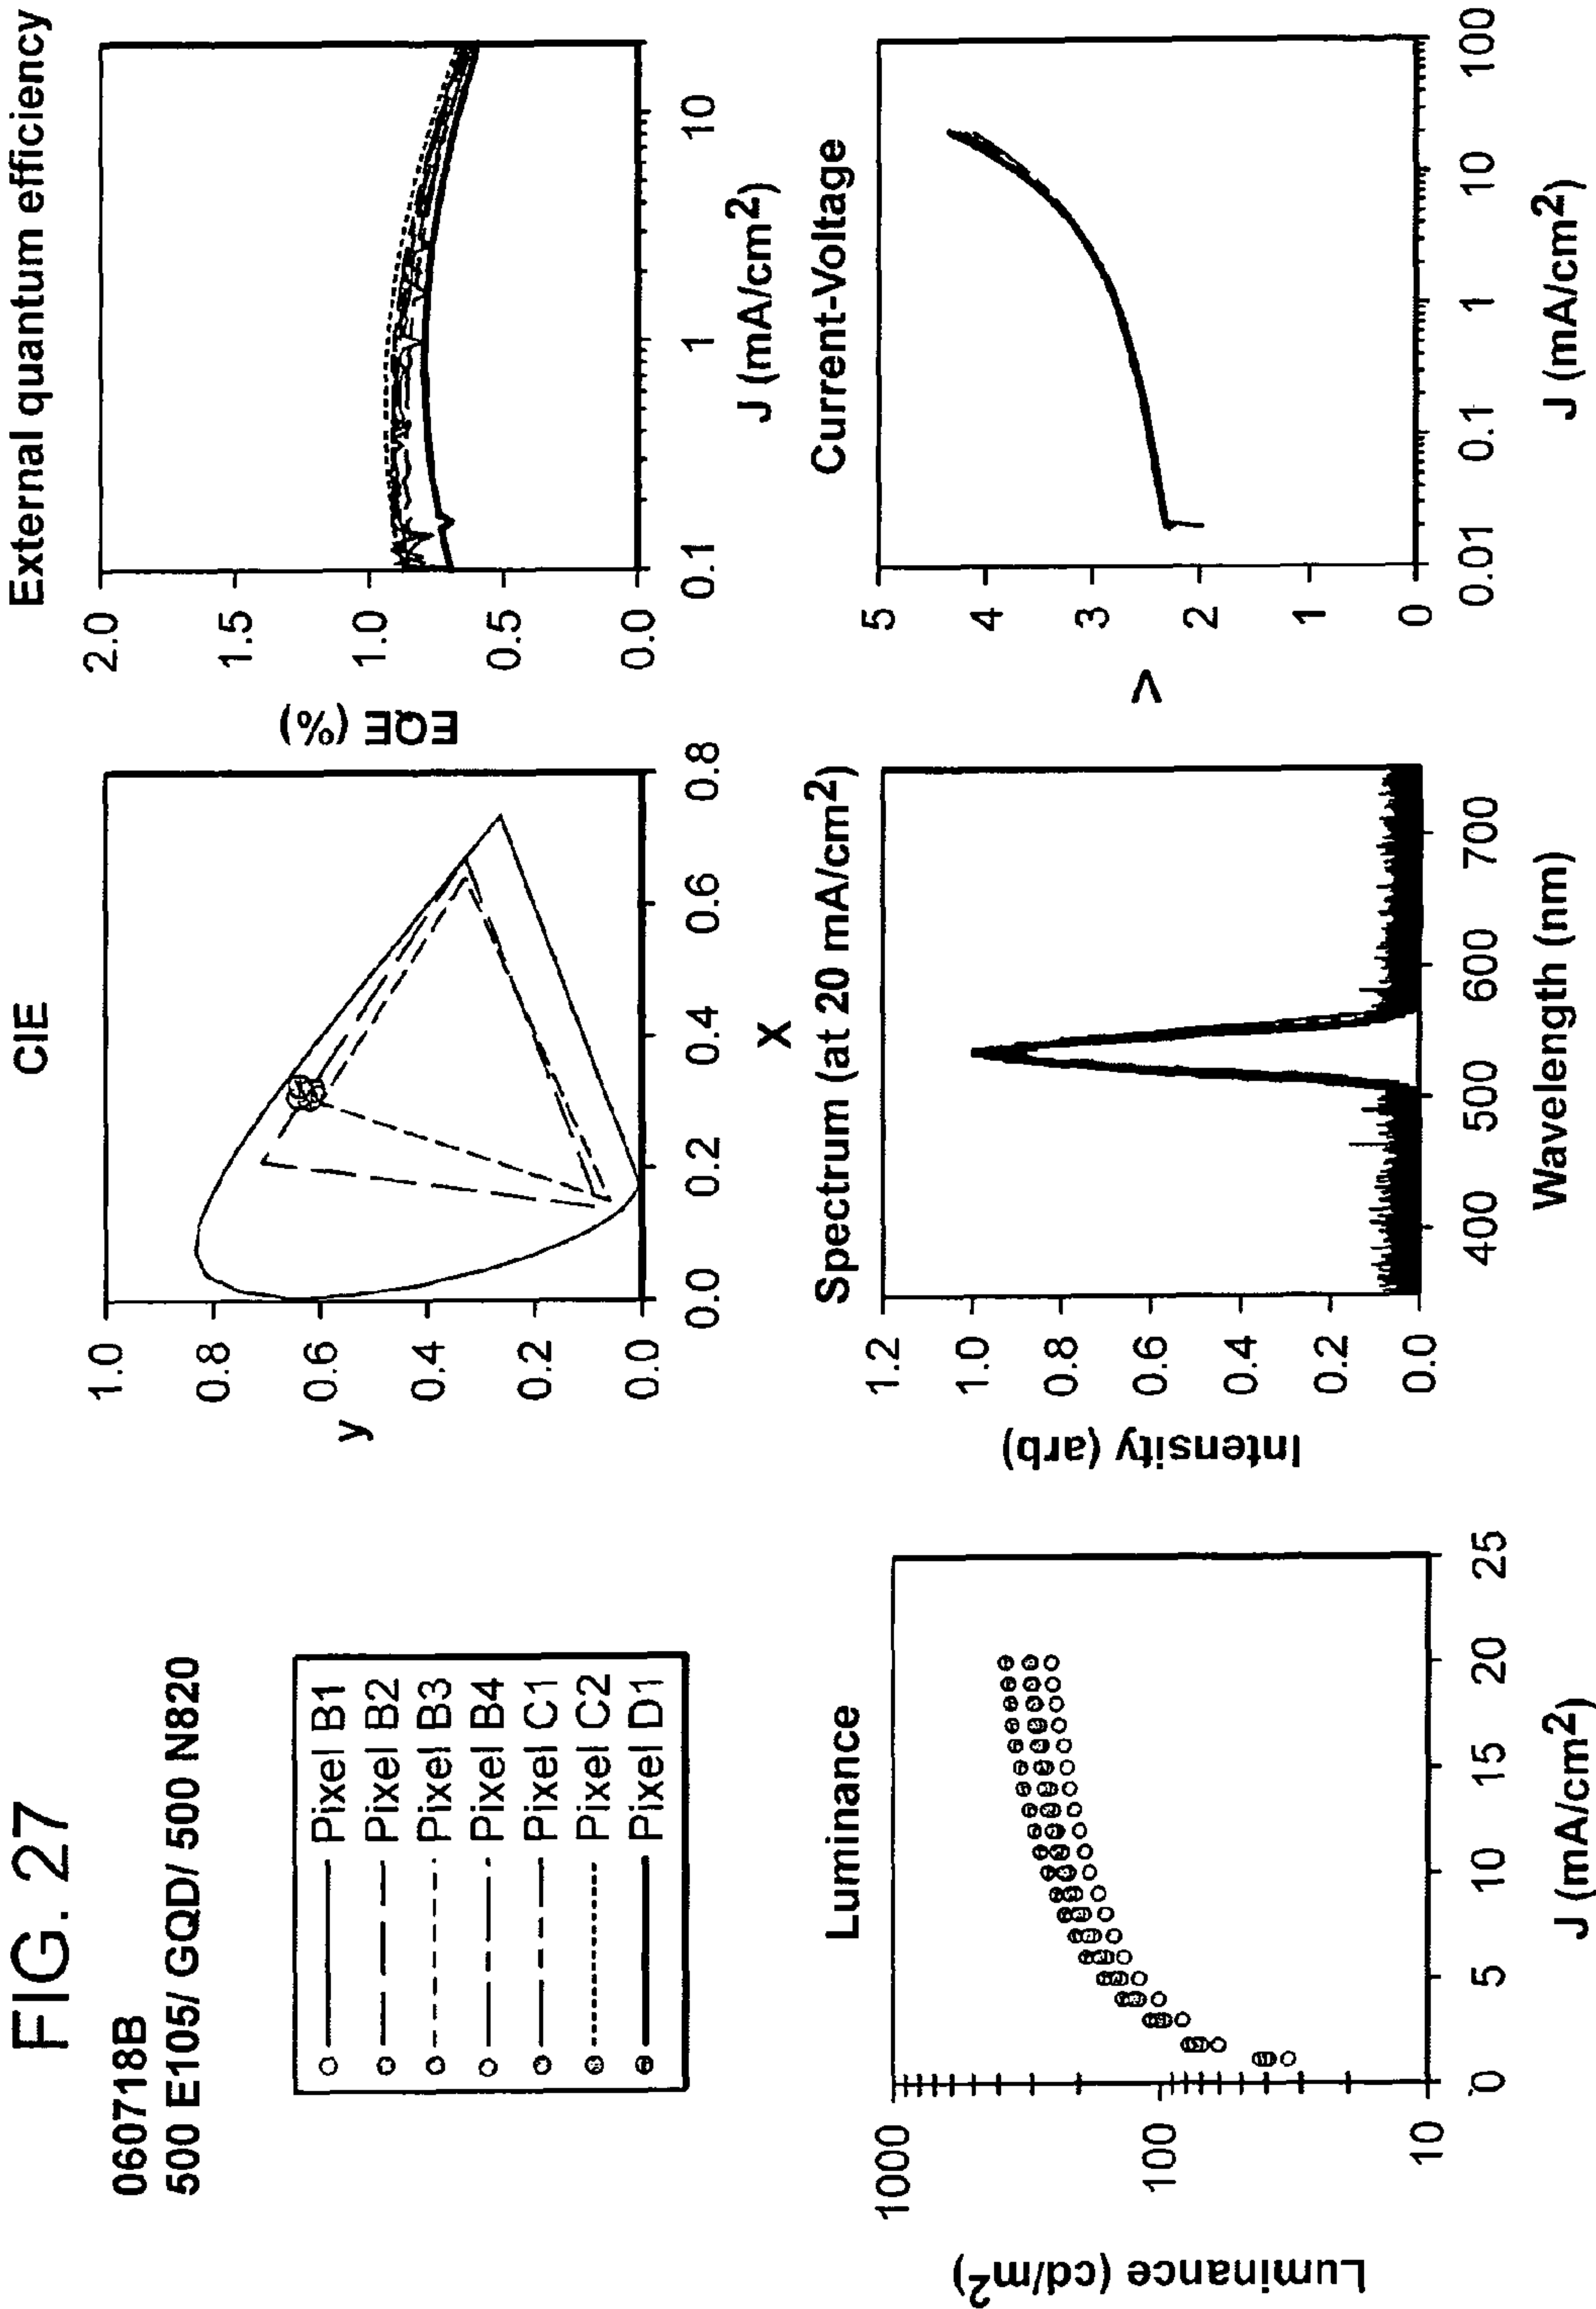 FIG. 27
060718B
500 E105/ GQD/ 500 N820
Pixel B1
Pixel B2
Pixel B3
Pixel B4
Pixel C1
Pixel C2
Pixel D1
CIE
y
1.0
0.8
0.6
0.4
0.2
0.0
0.0 0.2 0.4 0.6 0.8
X
External quantum efficiency
EQE (%)
2.0
1.5
1.0
0.5
0.0
0.1 1 10
J (mA/cm2)
Luminance
Luminance (cd/m2)
1000
100
10
0 5 10 15 20 25
J (mA/cm2)
Spectrum (at 20 mA/cm2)
Intensity (arb)
1.2
1.0
0.8
0.6
0.4
0.2
0.0
400 500 600 700
Wavelength (nm)
Current-Voltage
V
5
4
3
2
1
0
0.01 0.1 1 10 100
J (mA/cm2)